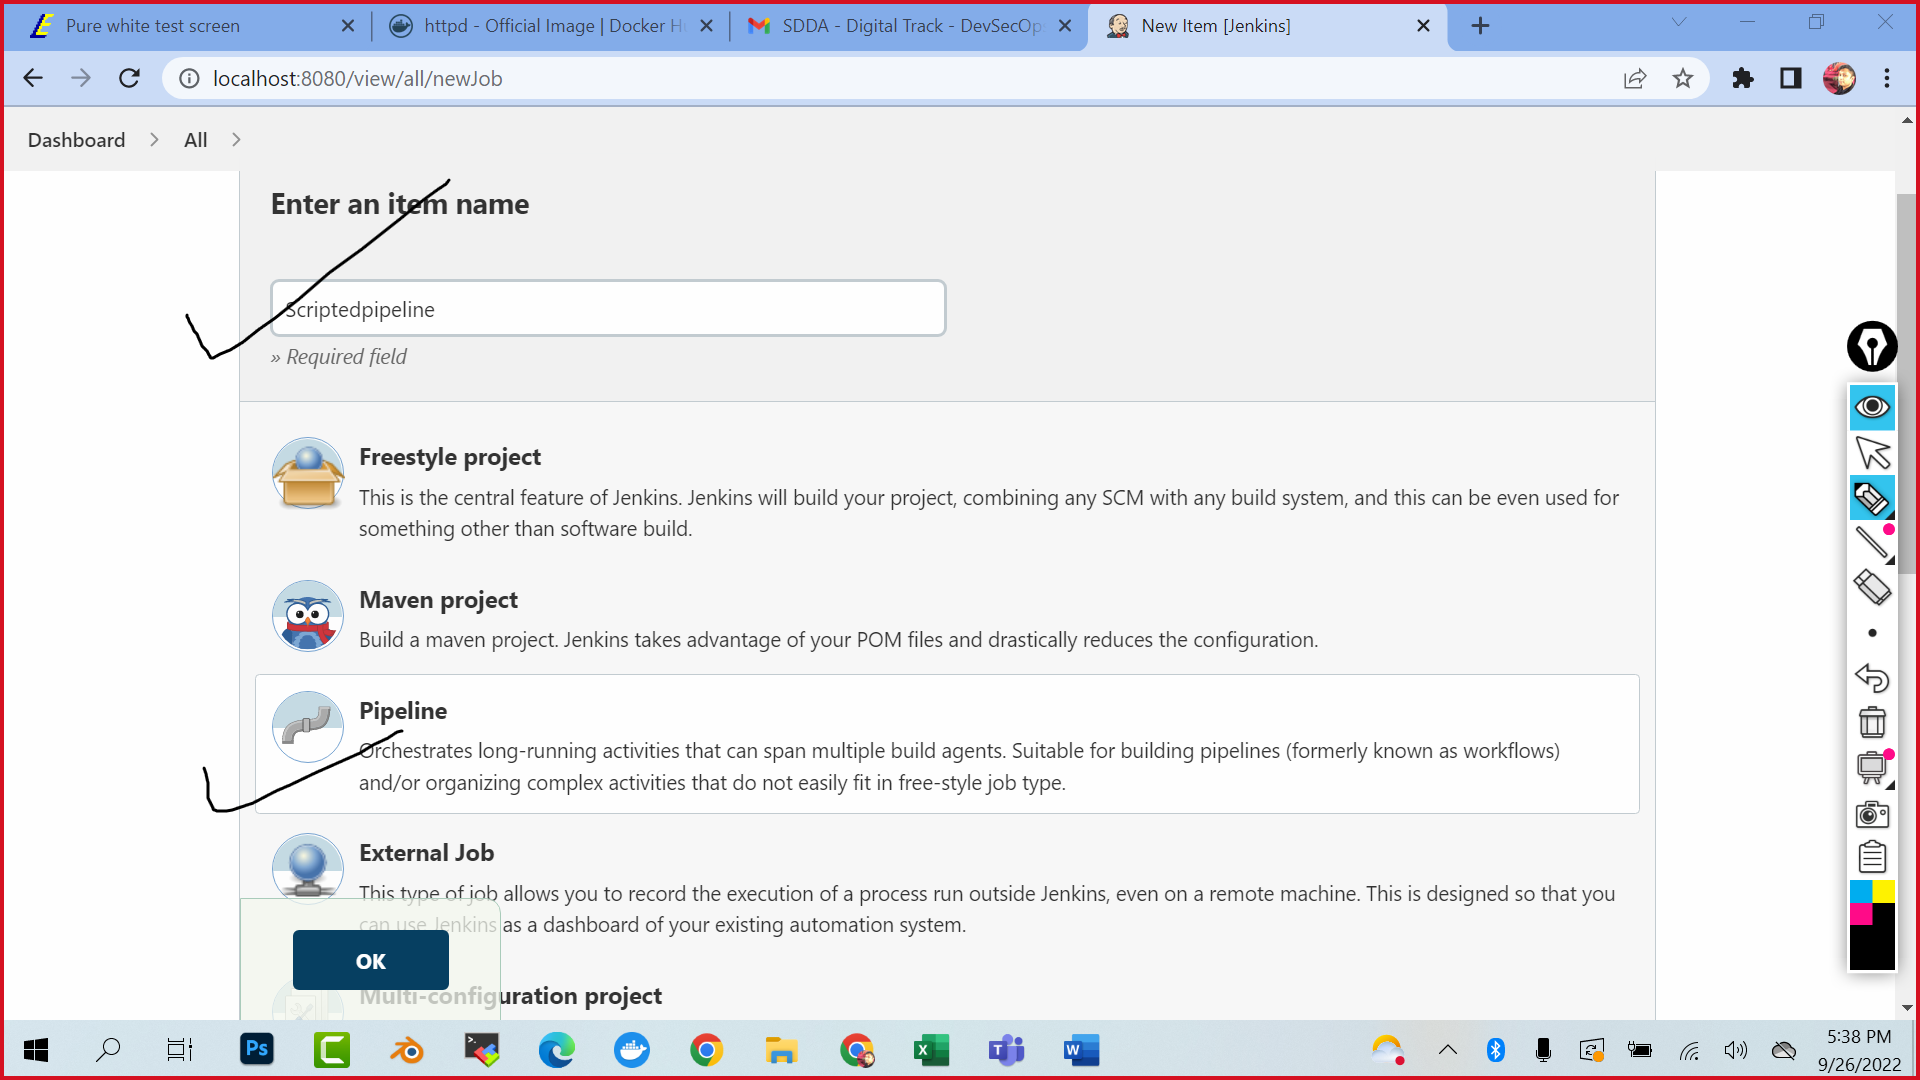 Pure white test screen
httpd - Official Image | Docker H
SDDA - Digital Track - DevSecOp
New Item [Jenkins]
localhost:8080/view/all/newJob
Dashboard
All
Enter an item name
Scriptedpipeline
» Required field
Freestyle project
This is the central feature of Jenkins. Jenkins will build your project, combining any SCM with any build system, and this can be even used for
something other than software build.
Maven project
Build a maven project. Jenkins takes advantage of your POM files and drastically reduces the configuration.
Pipeline
Orchestrates long-running activities that can span multiple build agents. Suitable for building pipelines (formerly known as workflows)
and/or organizing complex activities that do not easily fit in free-style job type.
External Job
This type of job allows you to record the execution of a process run outside Jenkins, even on a remote machine. This is designed so that you
can use Jenkins as a dashboard of your existing automation system.
OK
Multi-configuration project
Ps
5:38 PM
9/26/2022